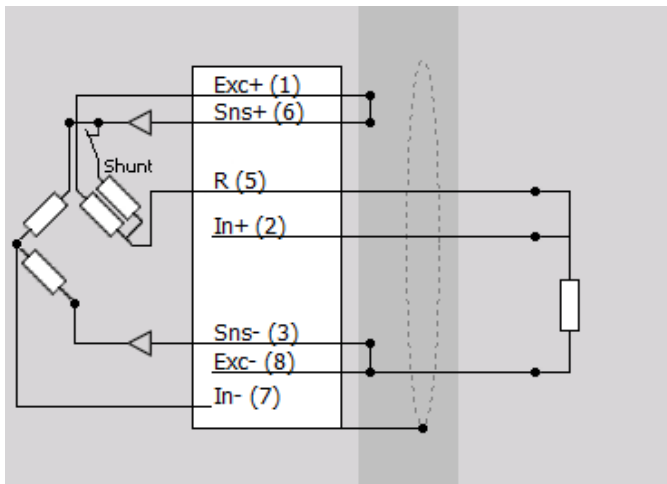 Exc+ (1)
Sns+ (6)
Shunt
R (5)
In+ (2)
Sns- (3)
Exc- (8)
In- (7)